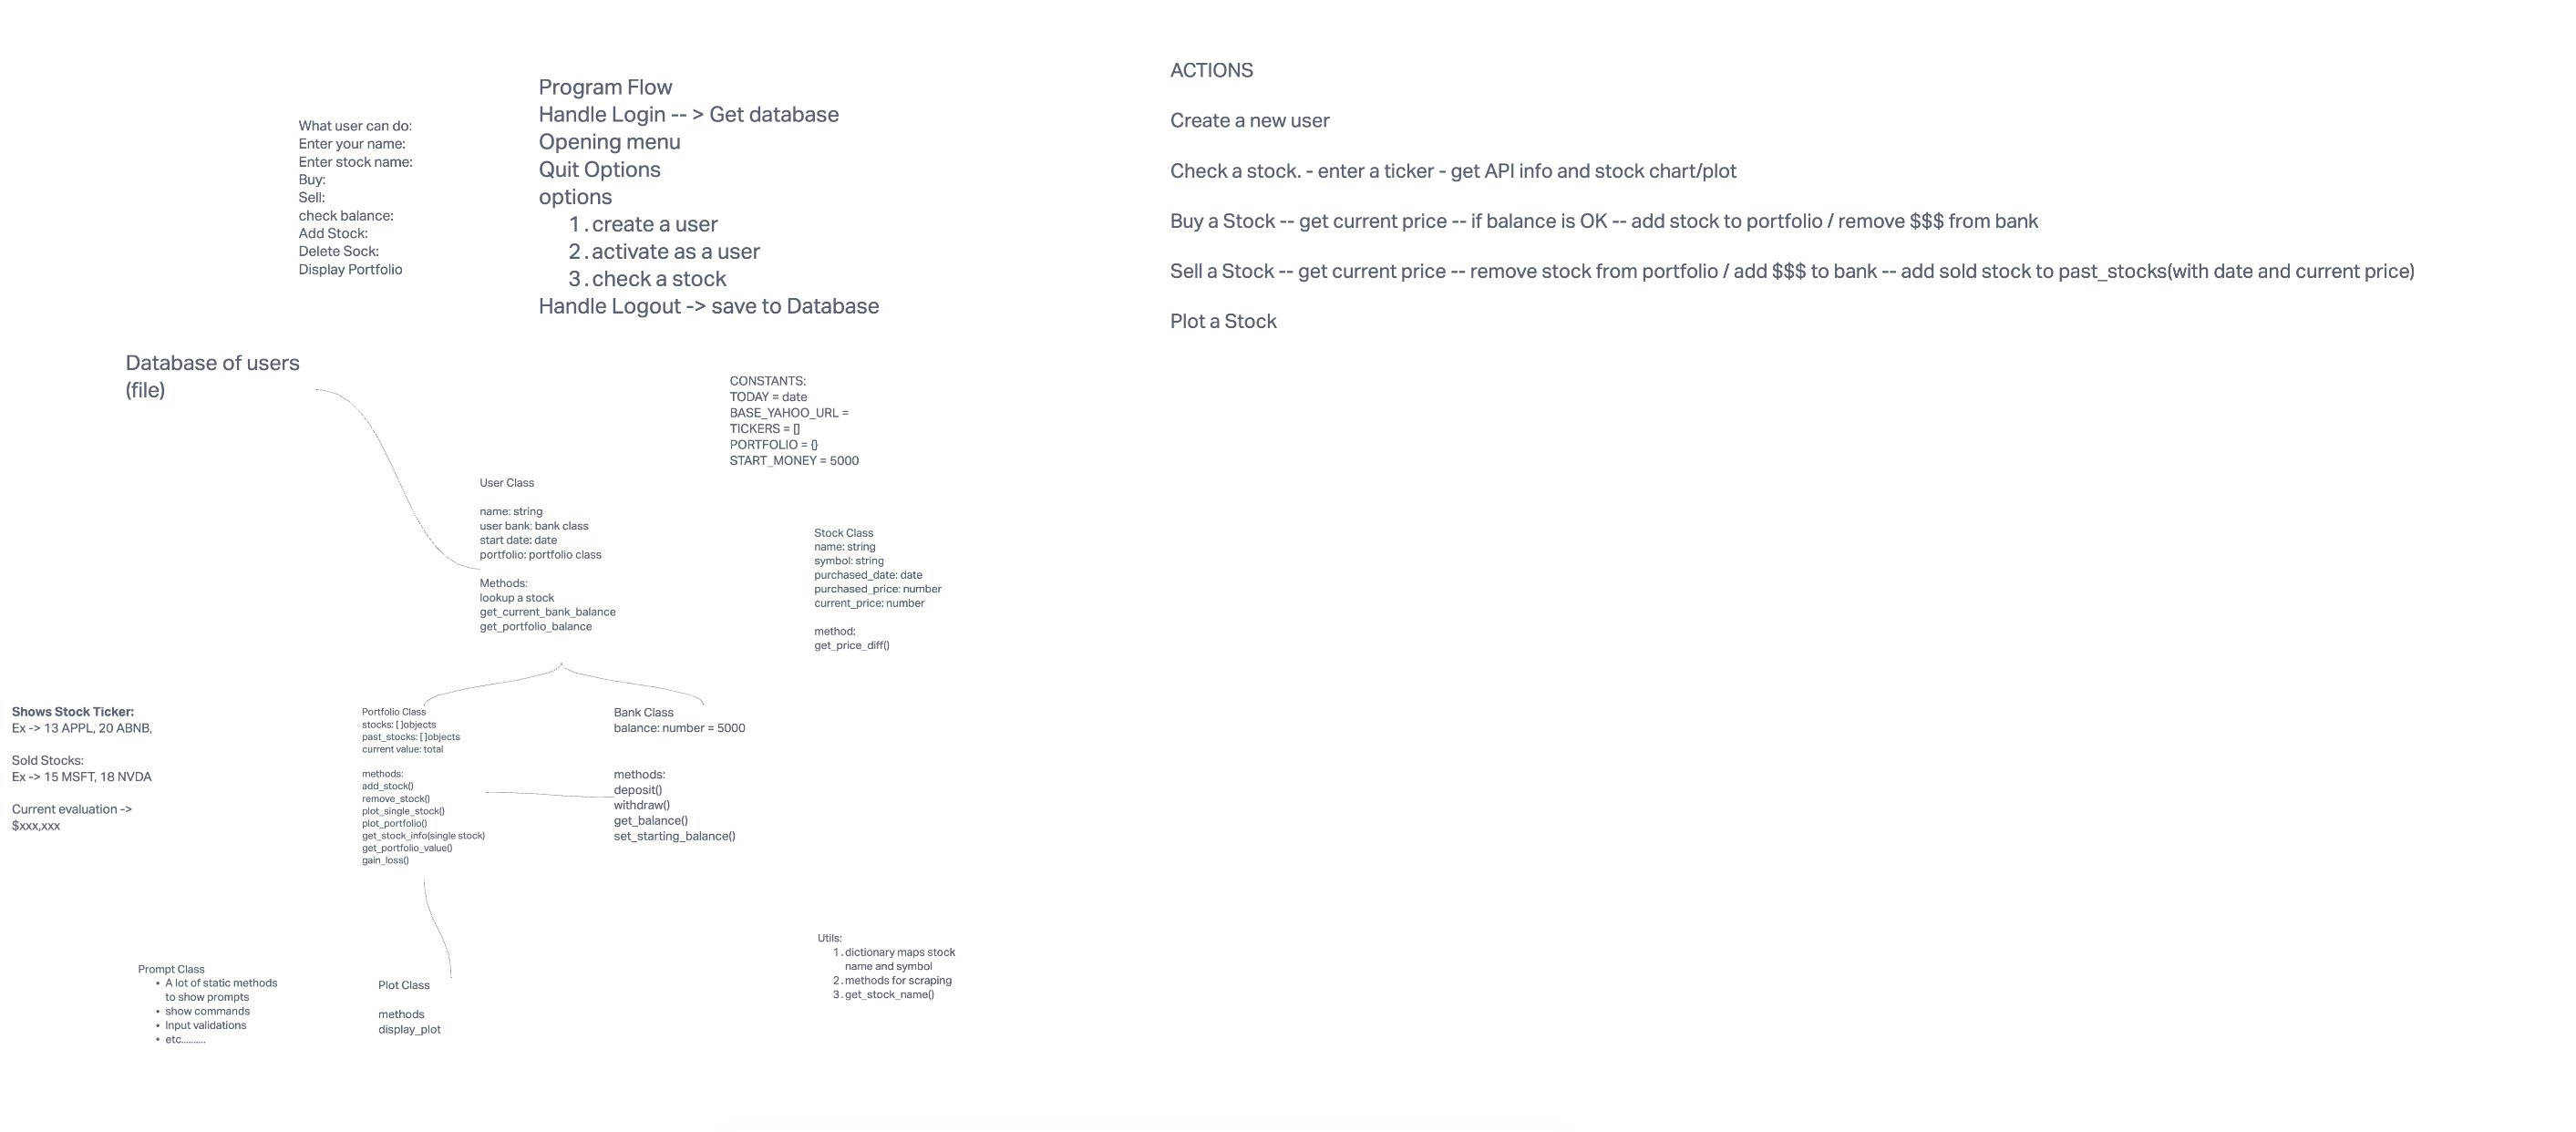 ACTIONS
Create a new user
Check a stock. - enter a ticker - get API info and stock chart/plot
Buy a Stock -- get current price -- if balance is OK -- add stock to portfolio / remove $$$ from bank
Sell a Stock -- get current price -- remove stock from portfolio / add $$$ to bank -- add sold stock to past_stocks(with date and current price)
Plot a Stock
Program Flow
Handle Login -- > Get database
Opening menu
Quit Options
options
1. create a user
2. activate as a user
3. check a stock
Handle Logout -> save to Database
What user can do:
Enter your name:
Enter stock name:
Buy:
Sell:
check balance:
Add Stock:
Delete Sock:
Display Portfolio
Database of users
(file)
CONSTANTS:
TODAY = date
BASE_YAHOO_URL =
TICKERS = []
PORTFOLIO = {}
START_MONEY = 5000
User Class
name: string
user bank: bank class
start date: date
portfolio: portfolio class
Methods:
lookup a stock
get_current_bank_balance
get_portfolio_balance
Stock Class
name: string
symbol: string
purchased_date: date
purchased_price: number
current_price: number
method:
get_price_diff()
Shows Stock Ticker:
Ex -> 13 APPL, 20 ABNB,
Sold Stocks:
Ex -> 15 MSFT, 18 NVDA
Current evaluation ->
$xxx,xxx
Portfolio Class
stocks: [ ]objects
past_stocks: [ ]objects
current value: total
methods:
add_stock()
remove_stock()
plot_single_stock()
plot_portfolio()
get_stock_info(single stock)
get_portfolio_value()
gain_loss()
Bank Class
balance: number = 5000
methods:
deposit()
withdraw()
get_balance()
set_starting_balance()
Prompt Class
• A lot of static methods
to show prompts
• show commands
• Input validations
• etc..........
Plot Class
methods
display_plot
Utils:
1. dictionary maps stock
name and symbol
2. methods for scraping
3. get_stock_name()